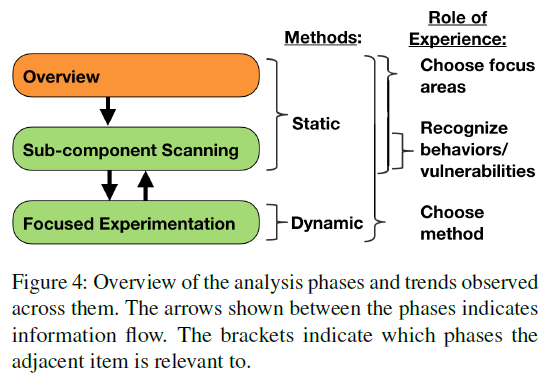 Methods:
Role of
Experience:
Overview
Choose focus
areas
Static
Sub-component Scanning
Recognize
behaviors/
vulnerabilities
Focused Experimentation
Dynamic
Choose
method
Figure 4: Overview of the analysis phases and trends observed
across them. The arrows shown between the phases indicates
information flow. The brackets indicate which phases the
adjacent item is relevant to.